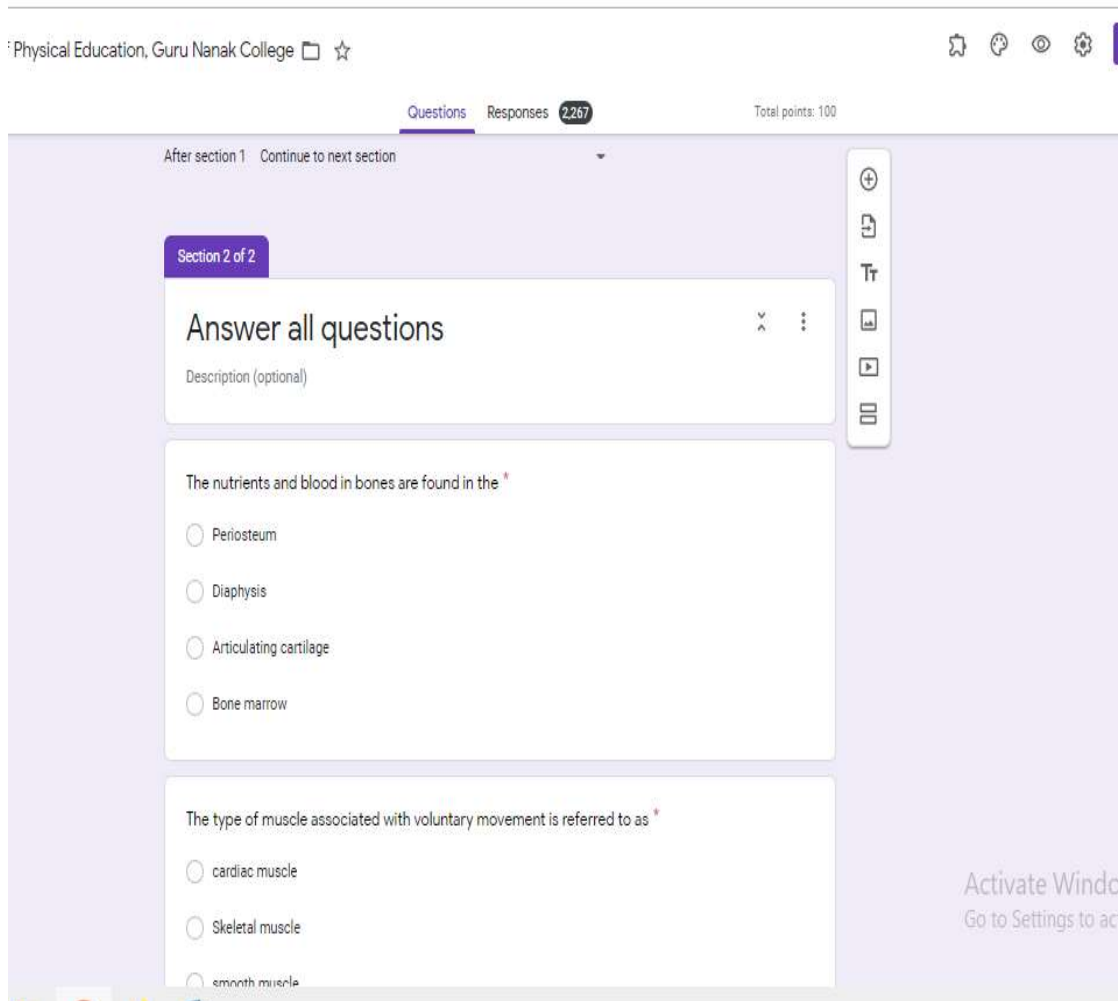 Physical Education, Guru Nanak College
Questions Responses 2,267 Total points: 100
After section 1 Continue to next section
Section 2 of 2
Answer all questions
Description (optional)
The nutrients and blood in bones are found in the *
Periosteum
Diaphysis
Articulating cartilage
Bone marrow
The type of muscle associated with voluntary movement is referred to as *
cardiac muscle
Skeletal muscle
smooth muscle
Activate Windo
Go to Settings to ac